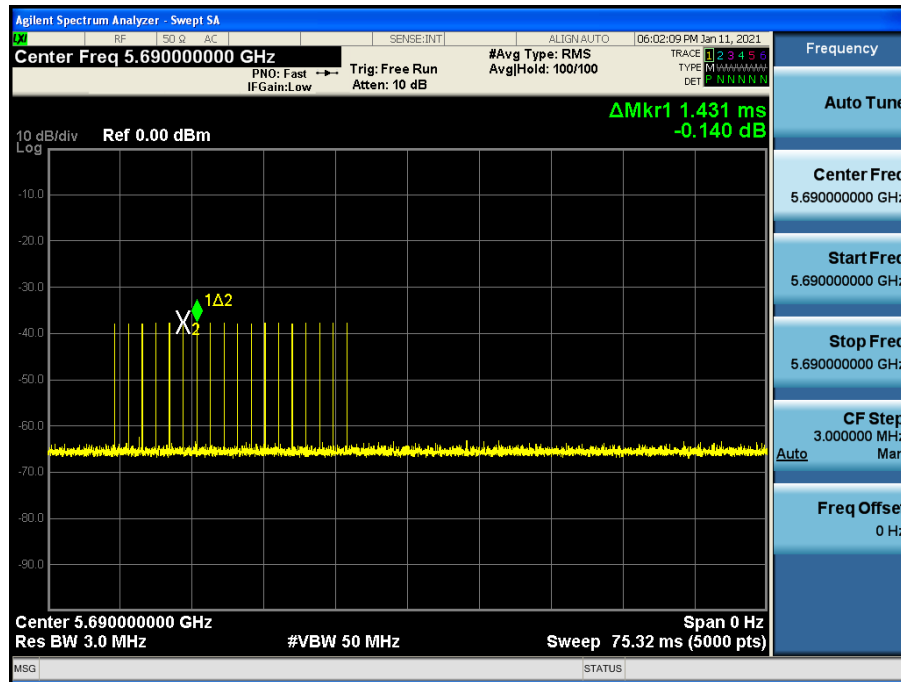 Agilent Spectrum Analyzer - Swept SA
LXI RF 50 Ω AC SENSE:INT ALIGN AUTO 06:02:09 PM Jan 11, 2021
Center Freq 5.690000000 GHz
PNO: Fast
IFGain:Low
Trig: Free Run
Atten: 10 dB
#Avg Type: RMS
Avg|Hold: 100/100
TRACE 1 2 3 4 5 6
TYPE M WWWWW
DET P N N N N N
ΔMkr1 1.431 ms
-0.140 dB
10 dB/div Ref 0.00 dBm
Log
-10.0
-20.0
-30.0
1Δ2
2
-40.0
-50.0
-60.0
-70.0
-80.0
-90.0
Center 5.690000000 GHz Span 0 Hz
Res BW 3.0 MHz #VBW 50 MHz Sweep 75.32 ms (5000 pts)
MSG STATUS
Frequency
Auto Tune
Center Freq
5.690000000 GHz
Start Freq
5.690000000 GHz
Stop Freq
5.690000000 GHz
CF Step
3.000000 MHz
Auto Man
Freq Offset
0 Hz